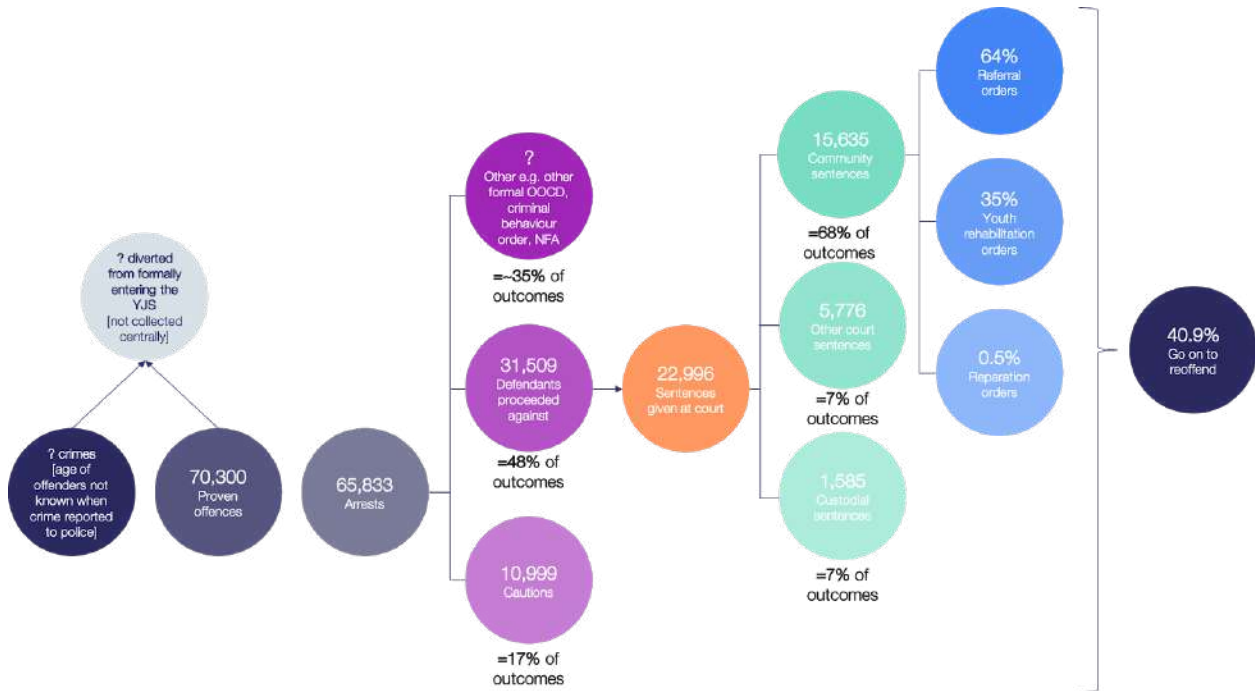 ? diverted
from formally
entering the
YJS
[not collected
centrally]
? crimes
[age of
offenders not
known when
crime reported
to police]
70,300
Proven
offences
65,833
Arrests
?
Other e.g. other
formal OOCD,
criminal
behaviour
order, NFA
=~35% of
outcomes
31,509
Defendants
proceeded
against
=48% of
outcomes
10,999
Cautions
=17% of
outcomes
22,996
Sentences
given at court
15,635
Community
sentences
=68% of
outcomes
5,776
Other court
sentences
=7% of
outcomes
1,585
Custodial
sentences
=7% of
outcomes
64%
Referral
orders
35%
Youth
rehabilitation
orders
0.5%
Reparation
orders
40.9%
Go on to
reoffend